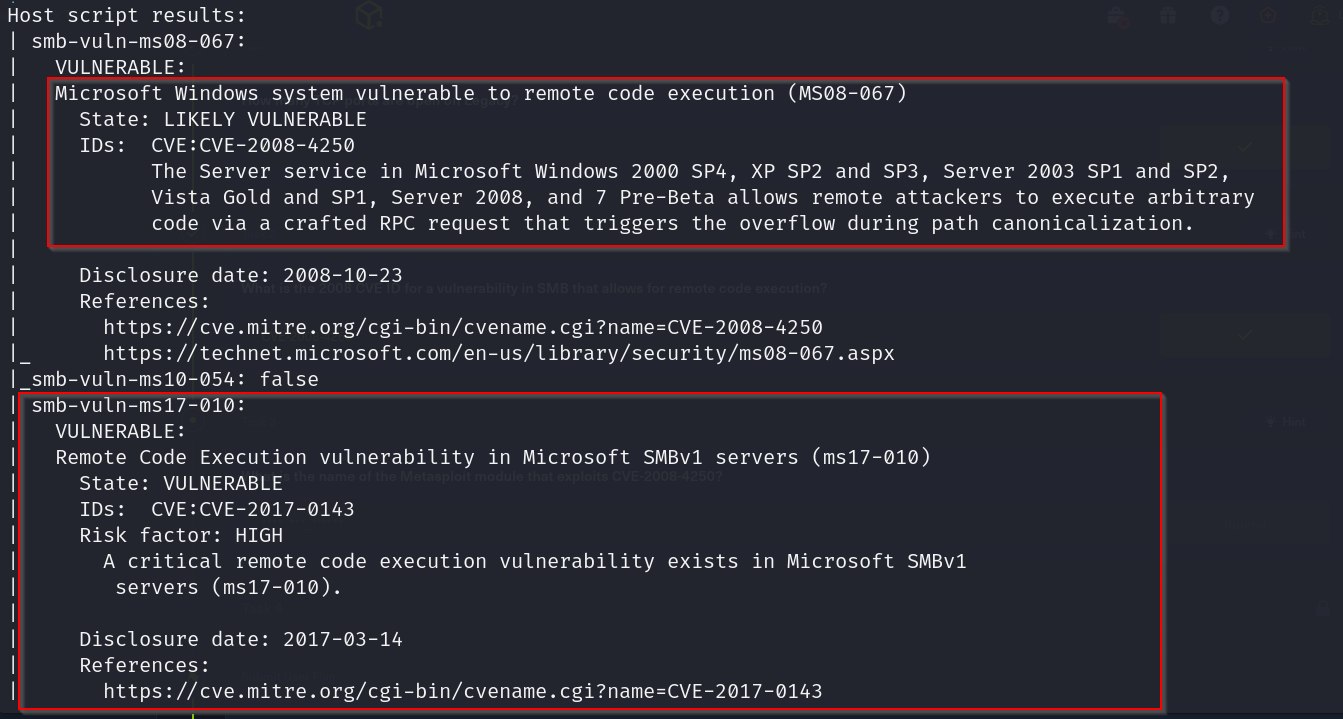 Host script results:
| smb-vuln-ms08-067:
|   VULNERABLE:
|   Microsoft Windows system vulnerable to remote code execution (MS08-067)
|     State: LIKELY VULNERABLE
|     IDs:  CVE:CVE-2008-4250
|           The Server service in Microsoft Windows 2000 SP4, XP SP2 and SP3, Server 2003 SP1 and SP2,
|           Vista Gold and SP1, Server 2008, and 7 Pre-Beta allows remote attackers to execute arbitrary
|           code via a crafted RPC request that triggers the overflow during path canonicalization.
|
|     Disclosure date: 2008-10-23
What is the 2008 CVE ID for a vulnerability in SMB that allows for remote code execution?
|     References:
|       https://cve.mitre.org/cgi-bin/cvename.cgi?name=CVE-2008-4250
|_      https://technet.microsoft.com/en-us/library/security/ms08-067.aspx
|_smb-vuln-ms10-054: false
| smb-vuln-ms17-010:
|   VULNERABLE:
|   Remote Code Execution vulnerability in Microsoft SMBv1 servers (ms17-010)
the name of the Metasploit module that exploits CVE-2008-4250?
|     State: VULNERABLE
|     IDs:  CVE:CVE-2017-0143
|     Risk factor: HIGH
|       A critical remote code execution vulnerability exists in Microsoft SMBv1
|        servers (ms17-010).
|
|     Disclosure date: 2017-03-14
|     References:
|       https://cve.mitre.org/cgi-bin/cvename.cgi?name=CVE-2017-0143